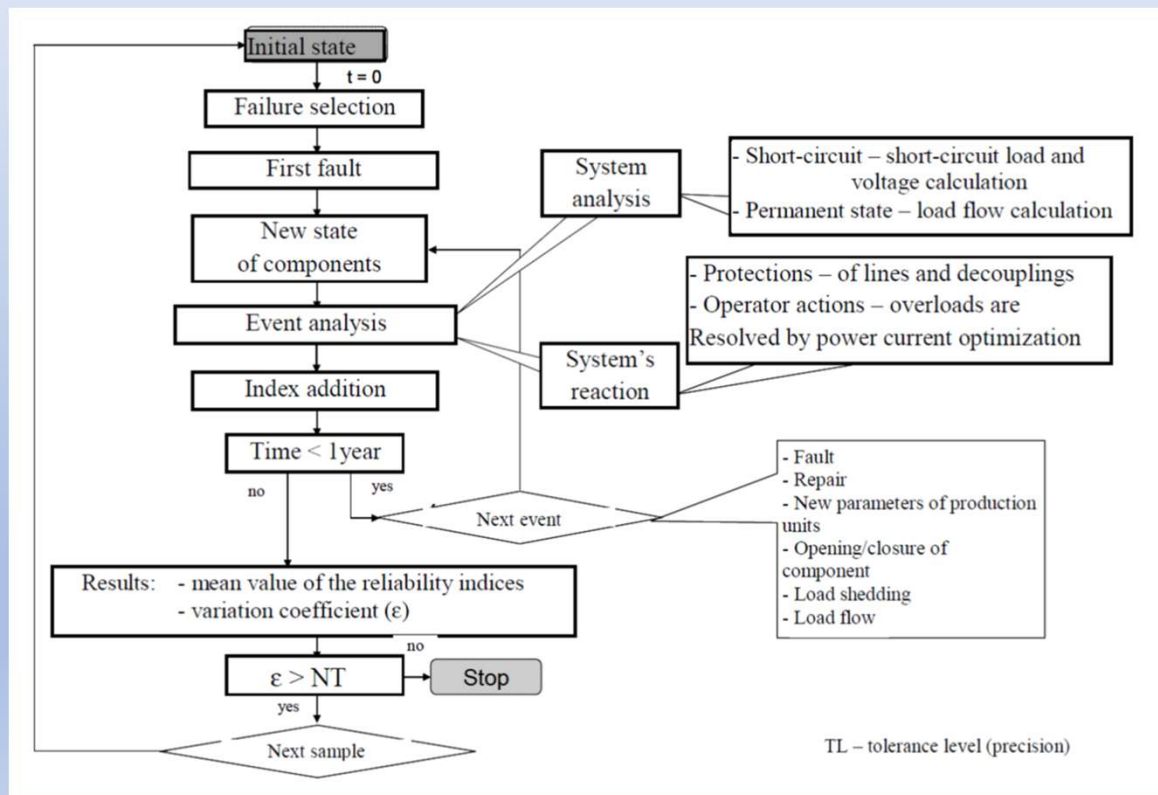 Initial state
t = 0
Failure selection
First fault
New state
of components
Event analysis
Index addition
Time < 1year
no
yes
Next event
System
analysis
- Short-circuit – short-circuit load and
voltage calculation
- Permanent state – load flow calculation
System's
reaction
- Protections – of lines and decouplings
- Operator actions – overloads are
Resolved by power current optimization
- Fault
- Repair
- New parameters of production
units
- Opening/closure of
component
- Load shedding
- Load flow
Results: - mean value of the reliability indices
- variation coefficient (ε)
no
ε > NT
Stop
yes
Next sample
TL – tolerance level (precision)